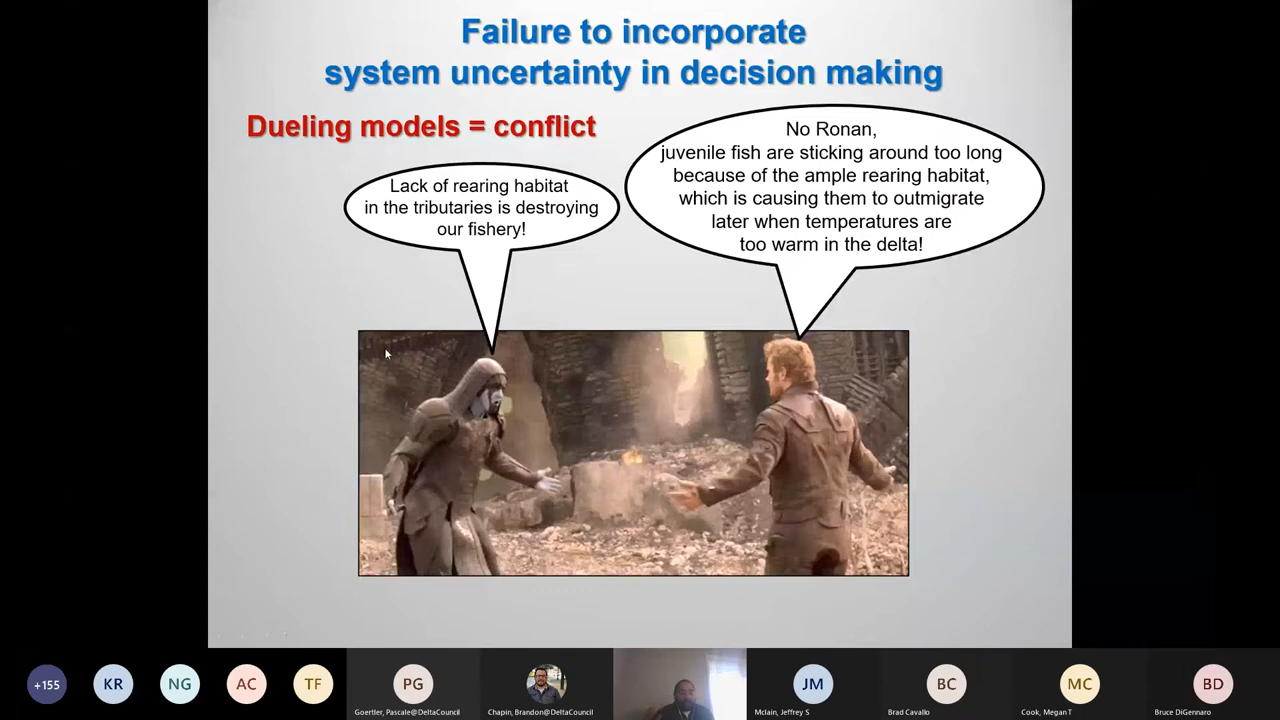 Failure to incorporate
system uncertainty in decision making
Dueling models = conflict
Lack of rearing habitat
in the tributaries is destroying
our fishery!
No Ronan,
juvenile fish are sticking around too long
because of the ample rearing habitat,
which is causing them to outmigrate
later when temperatures are
too warm in the delta!
+155
KR
NG
AC
TF
PG
Goertler, Pascale@DeltaCouncil
Chapin, Brandon@DeltaCouncil
JM
Mclain, Jeffrey S
BC
Brad Cavallo
MC
Cook, Megan T
BD
Bruce DiGennaro